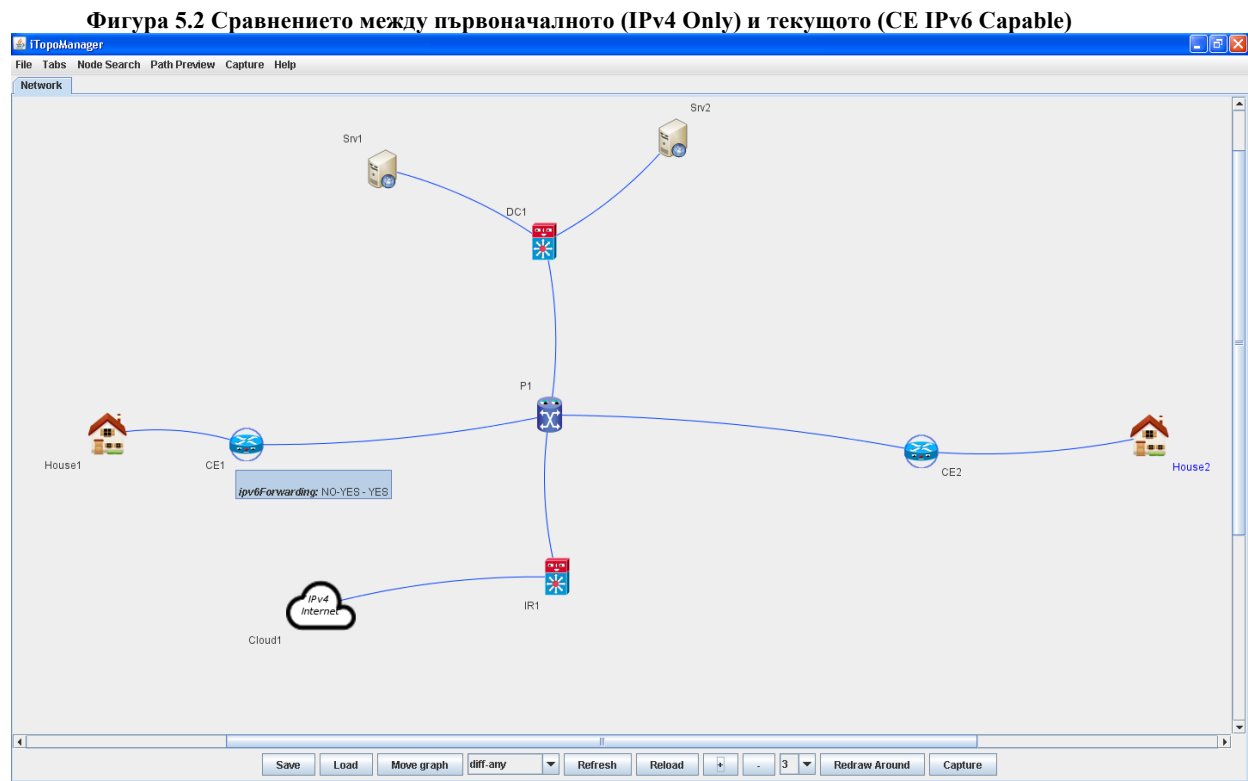 Фигура 5.2 Сравнението между първоначалното (IPv4 Only) и текущото (CE IPv6 Capable)
iTopoManager
File Tabs Node Search Path Preview Capture Help
Network
Srv2
Srv1
DC1
P1
House1
CE1
CE2
House2
ipv6Forwarding: NO-YES - YES
IPv4
Internet
IR1
Cloud1
Save Load Move graph diff-any Refresh Reload + - 3 Redraw Around Capture